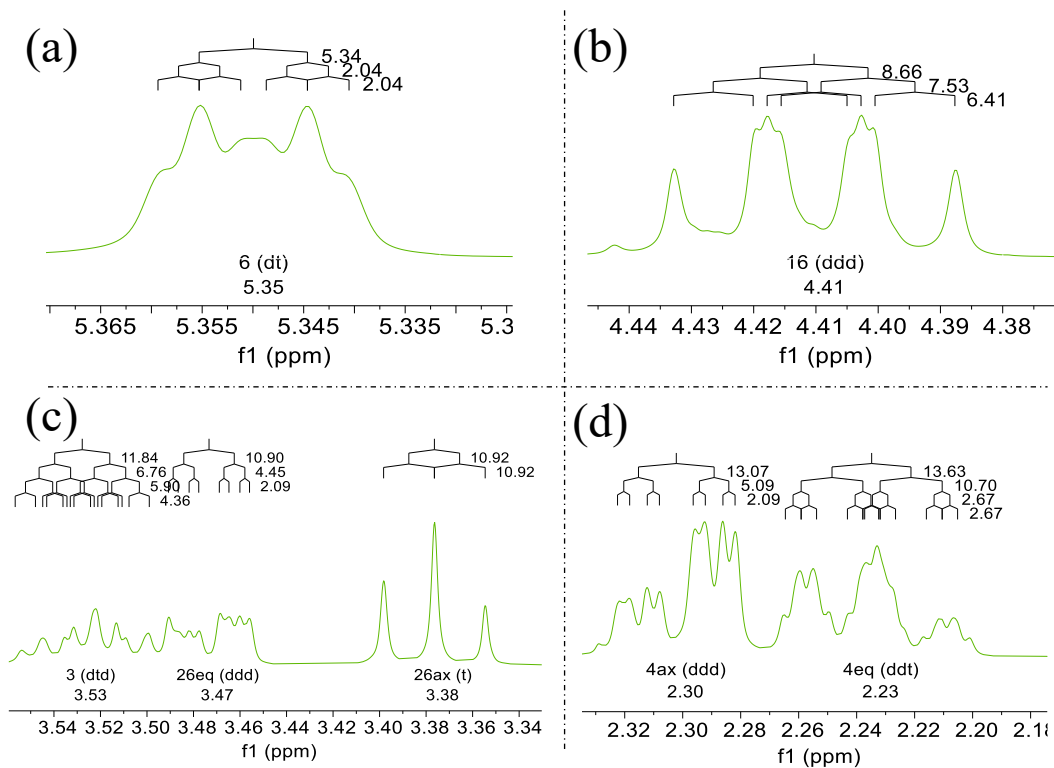 (a)
5.34
2.04
2.04
6 (dt)
5.35
5.365 5.355 5.345 5.335 5.3
f1 (ppm)
(b)
8.66
7.53
6.41
16 (ddd)
4.41
4.44 4.43 4.42 4.41 4.40 4.39 4.38
f1 (ppm)
(c)
11.84
6.76
5.90
4.36
10.90
4.45
2.09
10.92
10.92
3 (dtd)
3.53
26eq (ddd)
3.47
26ax (t)
3.38
3.54 3.52 3.50 3.48 3.46 3.44 3.42 3.40 3.38 3.36 3.34
f1 (ppm)
(d)
13.07
5.09
2.09
13.63
10.70
2.67
2.67
4ax (ddd)
2.30
4eq (ddt)
2.23
2.32 2.30 2.28 2.26 2.24 2.22 2.20 2.18
f1 (ppm)